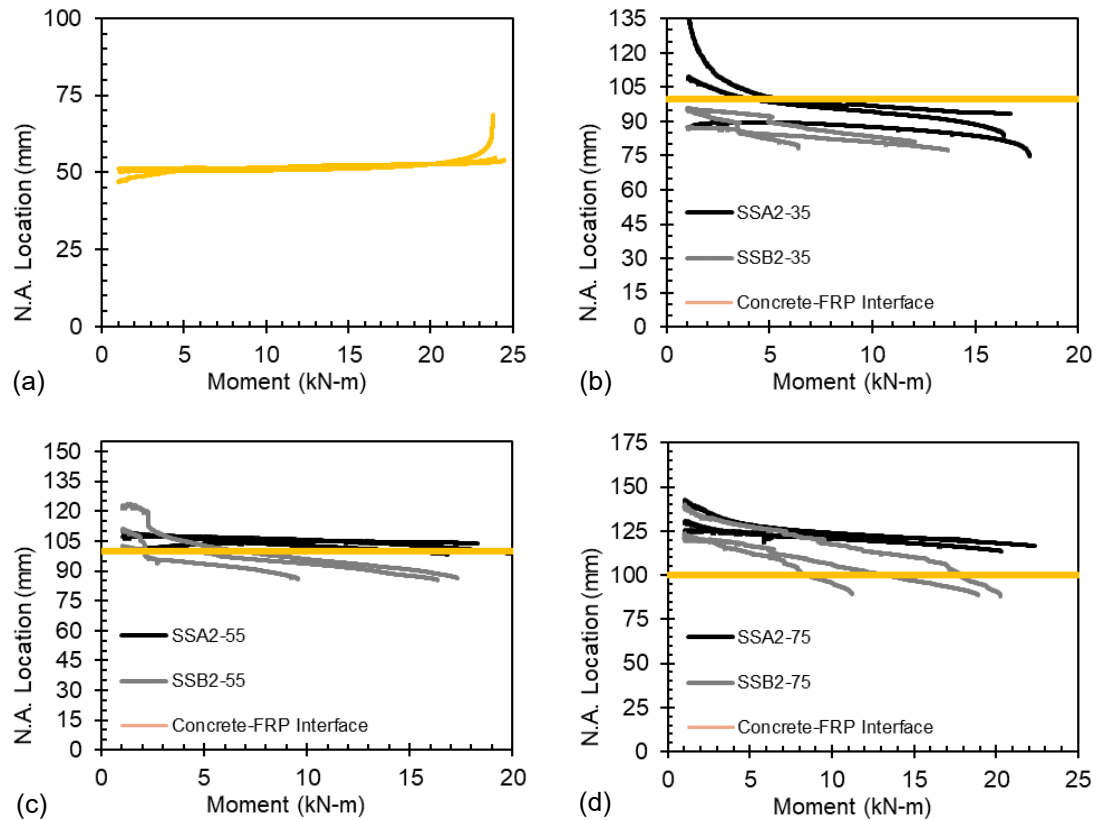 100
75
50
25
0
N.A. Location (mm)
0 5 10 15 20 25
Moment (kN-m)
(a)
135
120
105
90
75
60
45
30
15
0
N.A. Location (mm)
SSA2-35
SSB2-35
Concrete-FRP Interface
0 5 10 15 20
Moment (kN-m)
(b)
150
135
120
105
90
75
60
45
30
15
0
N.A. Location (mm)
SSA2-55
SSB2-55
Concrete-FRP Interface
0 5 10 15 20
Moment (kN-m)
(c)
175
150
125
100
75
50
25
0
N.A. Location (mm)
SSA2-75
SSB2-75
Concrete-FRP Interface
0 5 10 15 20 25
Moment (kN-m)
(d)